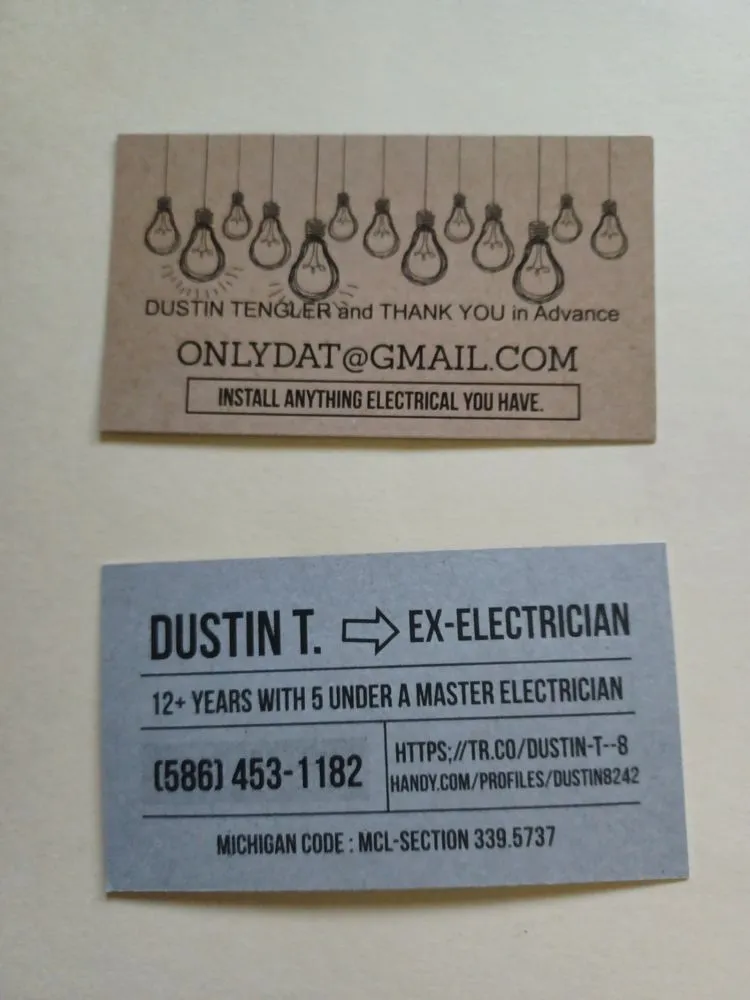 DUSTIN TENGLER and THANK YOU in Advance
ONLYDAT@GMAIL.COM
INSTALL ANYTHING ELECTRICAL YOU HAVE.
DUSTIN T. ⇨ EX-ELECTRICIAN
12+ YEARS WITH 5 UNDER A MASTER ELECTRICIAN
(586) 453-1182
HTTPS;//TR.CO/DUSTIN-T--8
HANDY.COM/PROFILES/DUSTIN8242
MICHIGAN CODE : MCL-SECTION 339.5737